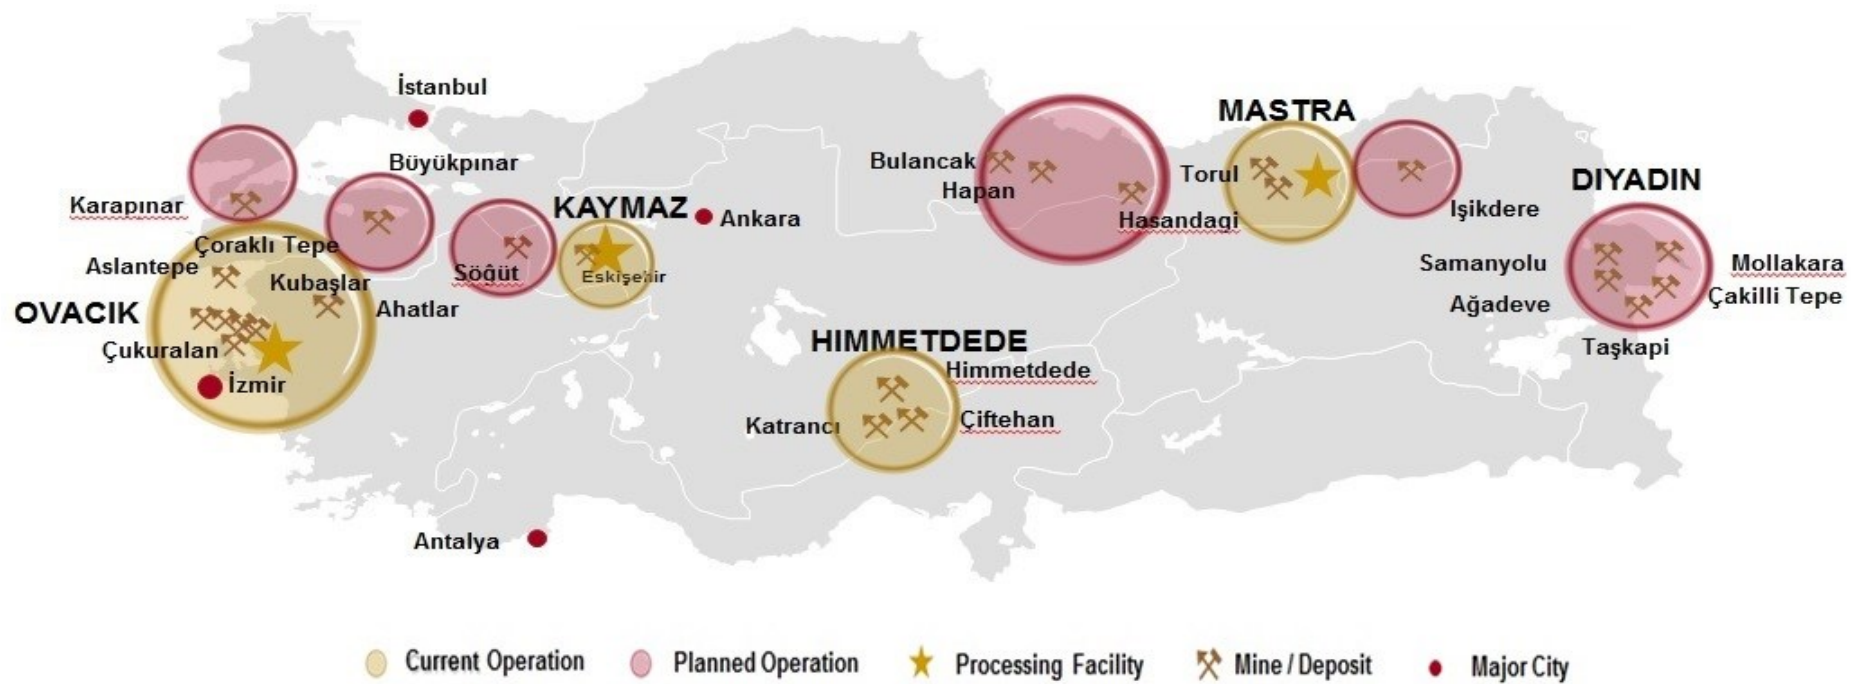 İstanbul
MASTRA
Büyükpınar
Bulancak
Torul
DIYADIN
Hapan
Karapınar
KAYMAZ
Ankara
Hasandagi
Işikdere
Çoraklı Tepe
Aslantepe
Kubaşlar
Söğüt
Eskişehir
Samanyolu
Mollakara
OVACIK
Ahatlar
Ağadeve
Çakilli Tepe
Çukuralan
HIMMETDEDE
Taşkapi
İzmir
Himmetdede
Katrancı
Çiftehan
Antalya
Current Operation
Planned Operation
Processing Facility
Mine / Deposit
Major City